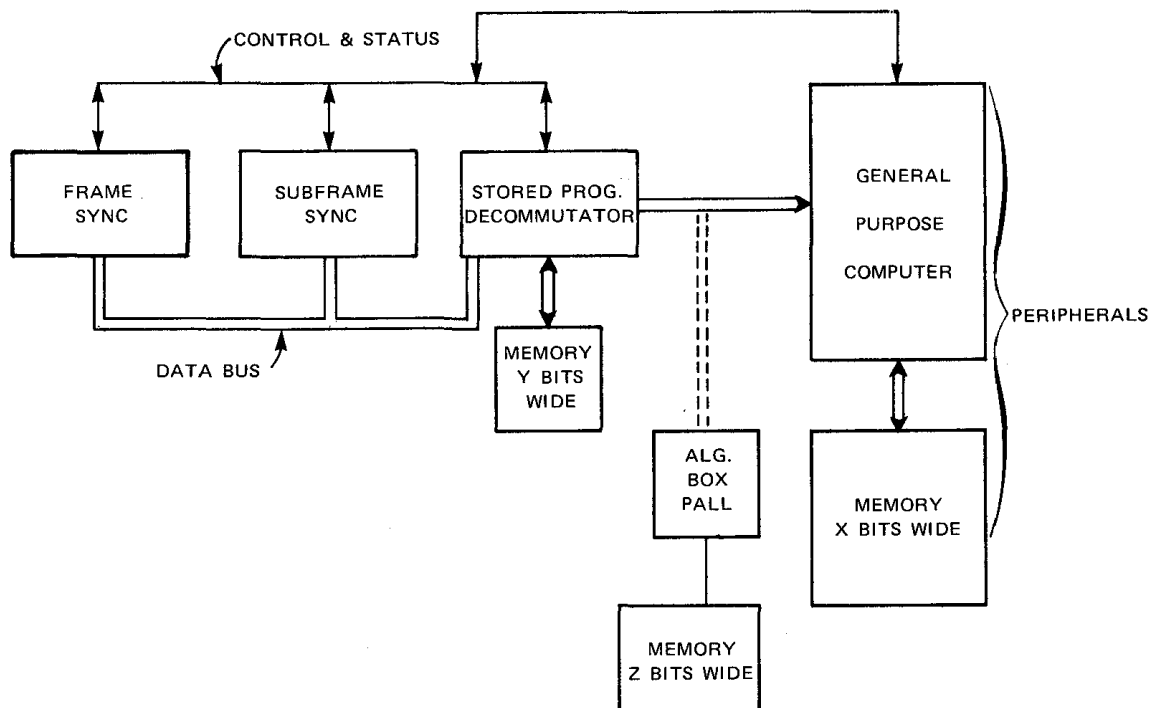 CONTROL & STATUS
FRAME
SYNC
SUBFRAME
SYNC
STORED PROG.
DECOMMUTATOR
GENERAL
PURPOSE
COMPUTER
PERIPHERALS
DATA BUS
MEMORY
Y BITS
WIDE
ALG.
BOX
PALL
MEMORY
X BITS WIDE
MEMORY
Z BITS WIDE